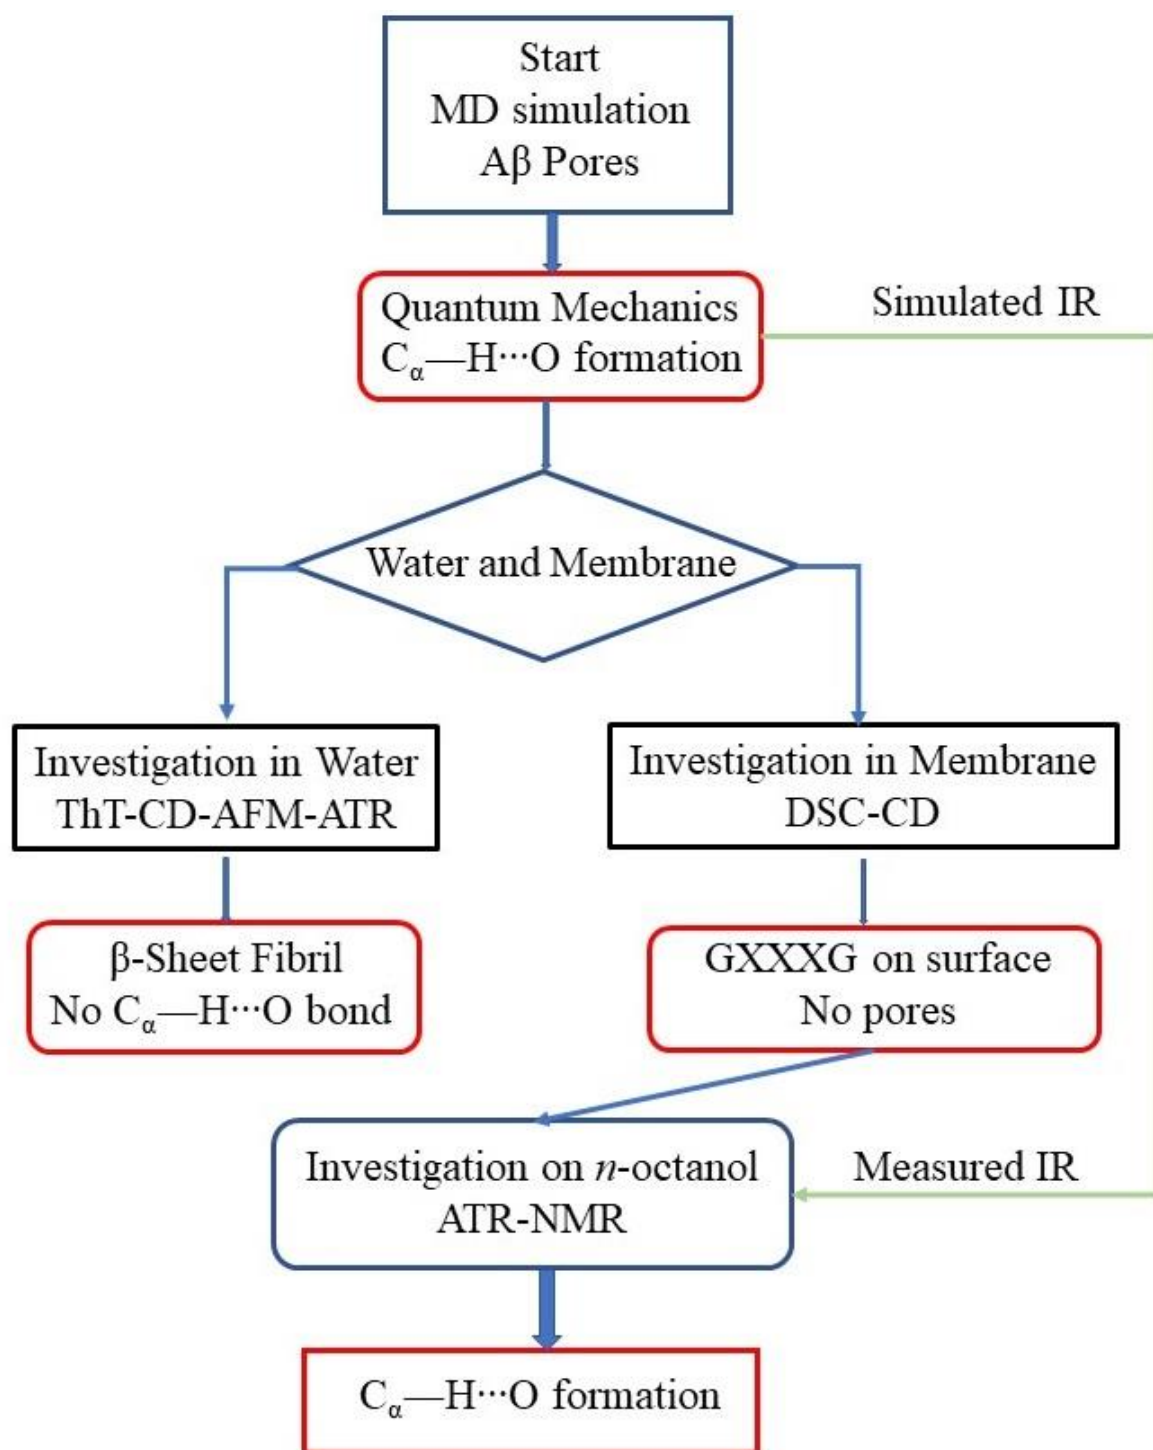 Start
MD simulation
Aβ Pores
Quantum Mechanics
Cα—H···O formation
Simulated IR
Water and Membrane
Investigation in Water
ThT-CD-AFM-ATR
Investigation in Membrane
DSC-CD
β-Sheet Fibril
No Cα—H···O bond
GXXXG on surface
No pores
Investigation on n-octanol
ATR-NMR
Measured IR
Cα—H···O formation